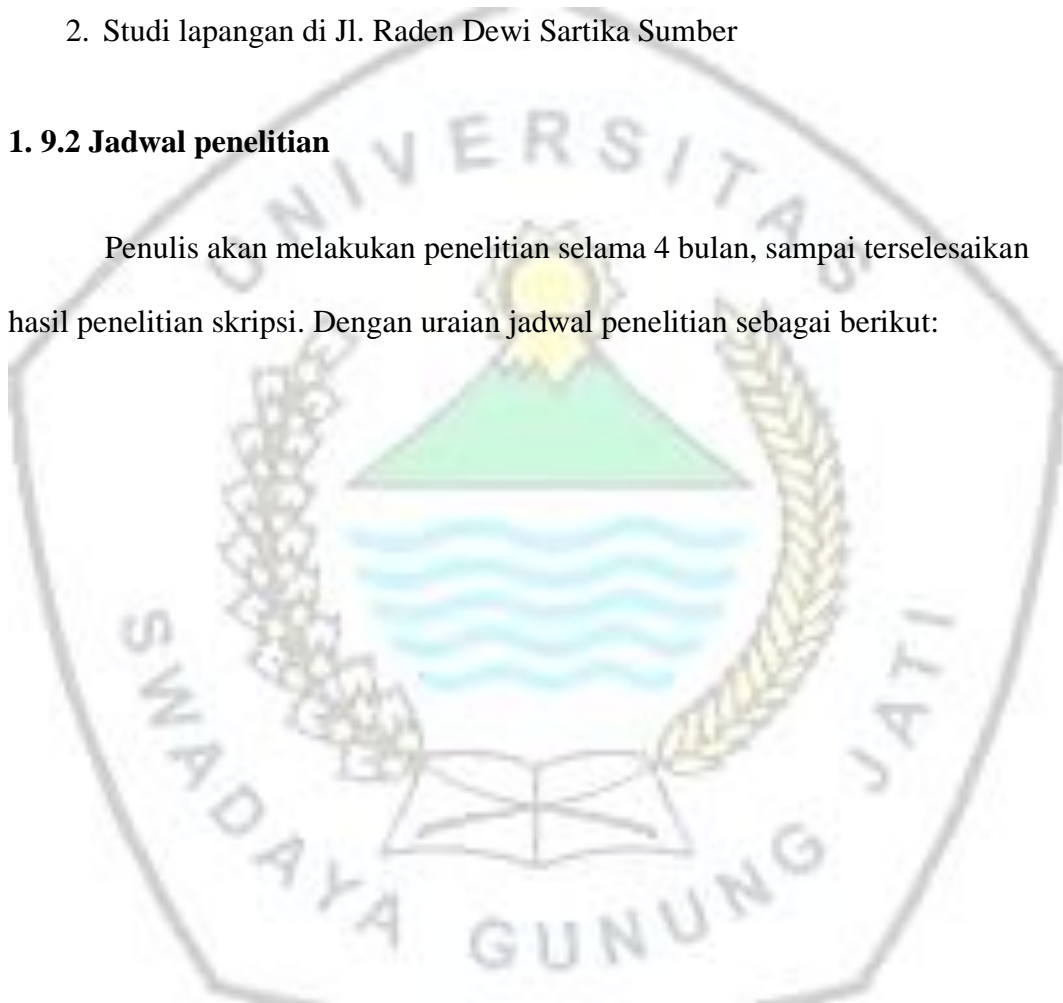 2. Studi lapangan di Jl. Raden Dewi Sartika Sumber
1. 9.2 Jadwal penelitian
Penulis akan melakukan penelitian selama 4 bulan, sampai terselesaikan
hasil penelitian skripsi. Dengan uraian jadwal penelitian sebagai berikut:
UNIVERSITAS
SWADAYA GUNUNG JATI